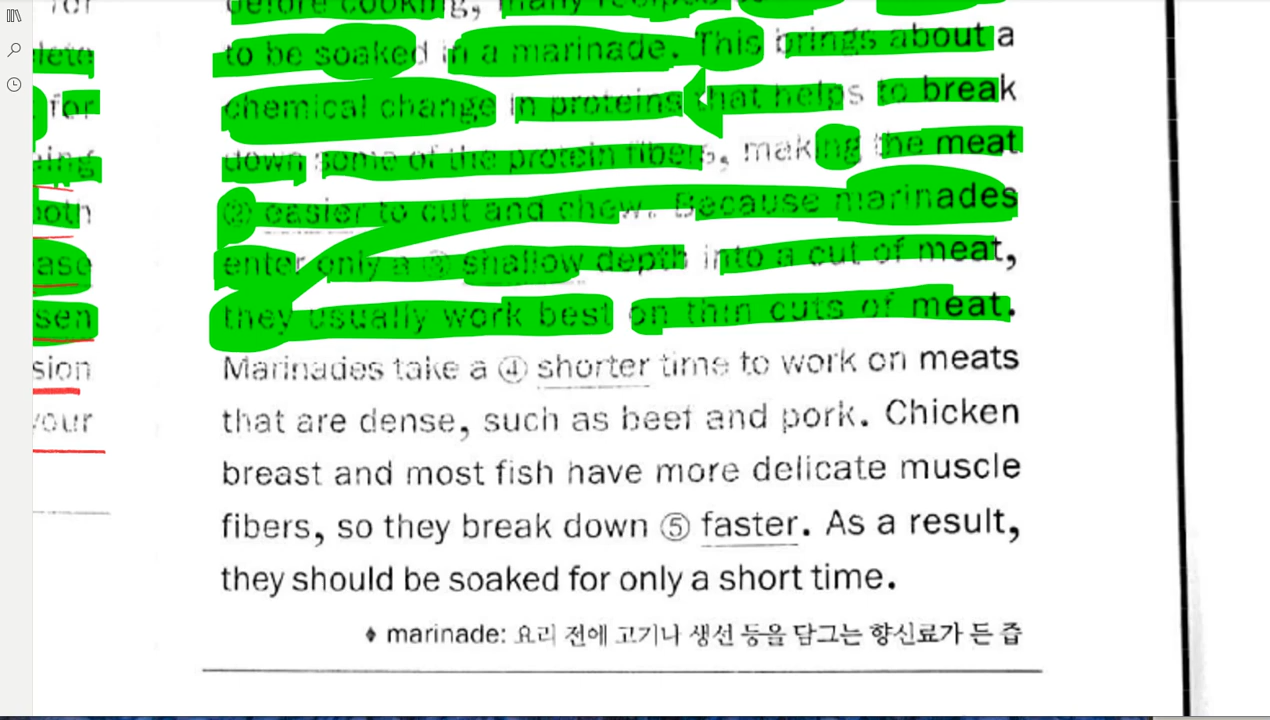 lete
for
ase
sen
sion
your
before cooking, many
to be soaked in a marinade. This brings about a
chemical change in proteins that helps to break
down some of the protein fibers, making the meat
② easier to cut and chew. Because marinades
enter only a ③ shallow depth into a cut of meat,
they usually work best on thin cuts of meat.
Marinades take a ④ shorter time to work on meats
that are dense, such as beef and pork. Chicken
breast and most fish have more delicate muscle
fibers, so they break down ⑤ faster. As a result,
they should be soaked for only a short time.
♦ marinade: 요리 전에 고기나 생선 등을 담그는 향신료가 든 즙